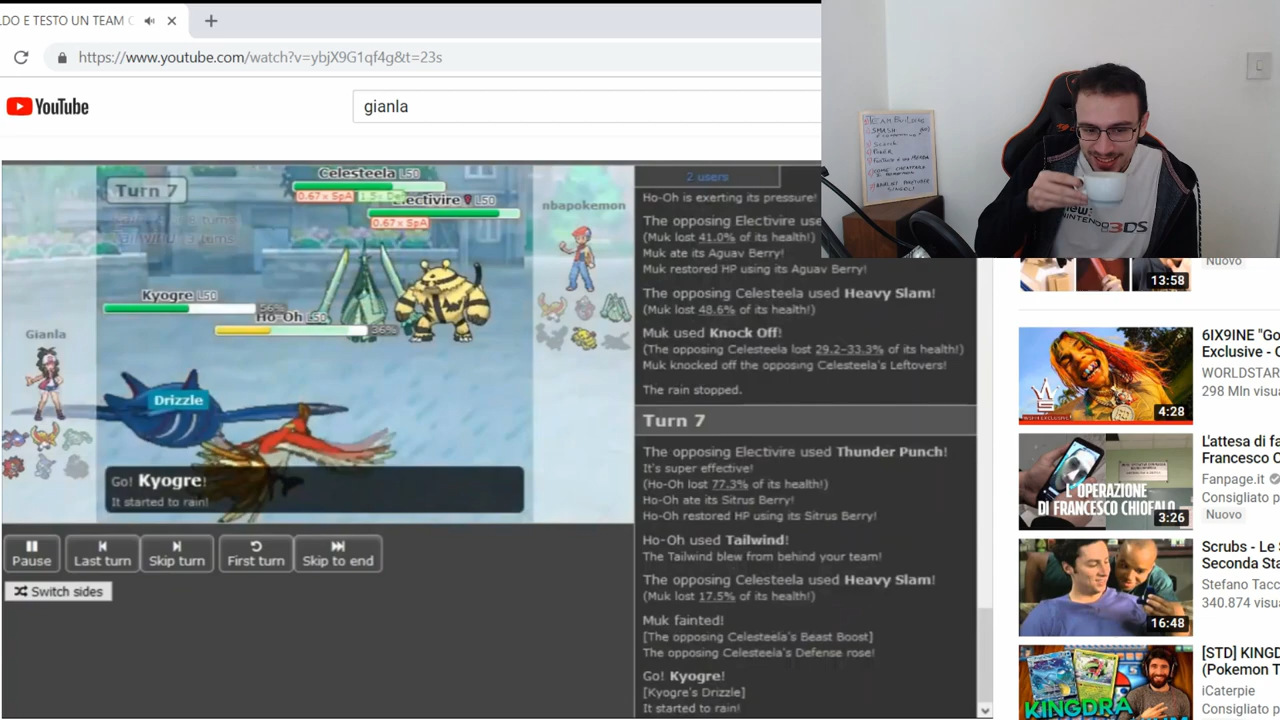 LDO E TESTO UN TEAM C
https://www.youtube.com/watch?v=ybjX9G1qf4g&t=23s
YouTube
gianla
Turn 7
Celesteela L50
0.67× SpA
Electivire L50
0.67× SpA
nbapokemon
Kyogre L50
Ho-Oh L50
36%
Gianla
Drizzle
Go! Kyogre!
It started to rain!
Pause
Last turn
Skip turn
First turn
Skip to end
Switch sides
2 users
Ho-Oh is exerting its pressure!
The opposing Electivire use
(Muk lost 41.0% of its health!)
Muk ate its Aguav Berry!
Muk restored HP using its Aguav Berry!
The opposing Celesteela used Heavy Slam!
(Muk lost 48.6% of its health!)
Muk used Knock Off!
(The opposing Celesteela lost 29.2–33.3% of its health!)
Muk knocked off the opposing Celesteela's Leftovers!
The rain stopped.
Turn 7
The opposing Electivire used Thunder Punch!
It's super effective!
(Ho-Oh lost 77.3% of its health!)
Ho-Oh ate its Sitrus Berry!
Ho-Oh restored HP using its Sitrus Berry!
Ho-Oh used Tailwind!
The Tailwind blew from behind your team!
The opposing Celesteela used Heavy Slam!
(Muk lost 17.5% of its health!)
Muk fainted!
[The opposing Celesteela's Beast Boost]
The opposing Celesteela's Defense rose!
Go! Kyogre!
[Kyogre's Drizzle]
It started to rain!
TEAM BUILDING
SMASH
new:
NINTENDO 3DS
Nuovo
13:58
6IX9INE "Go
Exclusive - C
WORLDSTAR
298 Mln visua
4:28
L'attesa di fa
Francesco C
Fanpage.it
Consigliato p
Nuovo
L'OPERAZIONE
DI FRANCESCO CHIOFALO
3:26
Scrubs - Le S
Seconda Sta
Stefano Tacc
340.874 visua
16:48
[STD] KINGD
(Pokemon T
iCaterpie
Consigliato p
KINGDRA